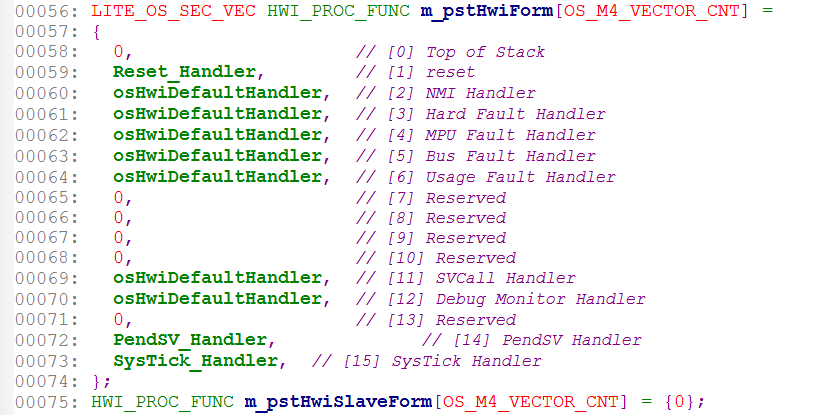 00056: LITE_OS_SEC_VEC HWI_PROC_FUNC m_pstHwiForm[OS_M4_VECTOR_CNT] =
00057: {
00058: 0, // [0] Top of Stack
00059: Reset_Handler, // [1] reset
00060: osHwiDefaultHandler, // [2] NMI Handler
00061: osHwiDefaultHandler, // [3] Hard Fault Handler
00062: osHwiDefaultHandler, // [4] MPU Fault Handler
00063: osHwiDefaultHandler, // [5] Bus Fault Handler
00064: osHwiDefaultHandler, // [6] Usage Fault Handler
00065: 0, // [7] Reserved
00066: 0, // [8] Reserved
00067: 0, // [9] Reserved
00068: 0, // [10] Reserved
00069: osHwiDefaultHandler, // [11] SVCall Handler
00070: osHwiDefaultHandler, // [12] Debug Monitor Handler
00071: 0, // [13] Reserved
00072: PendSV_Handler, // [14] PendSV Handler
00073: SysTick_Handler, // [15] SysTick Handler
00074: };
00075: HWI_PROC_FUNC m_pstHwiSlaveForm[OS_M4_VECTOR_CNT] = {0};